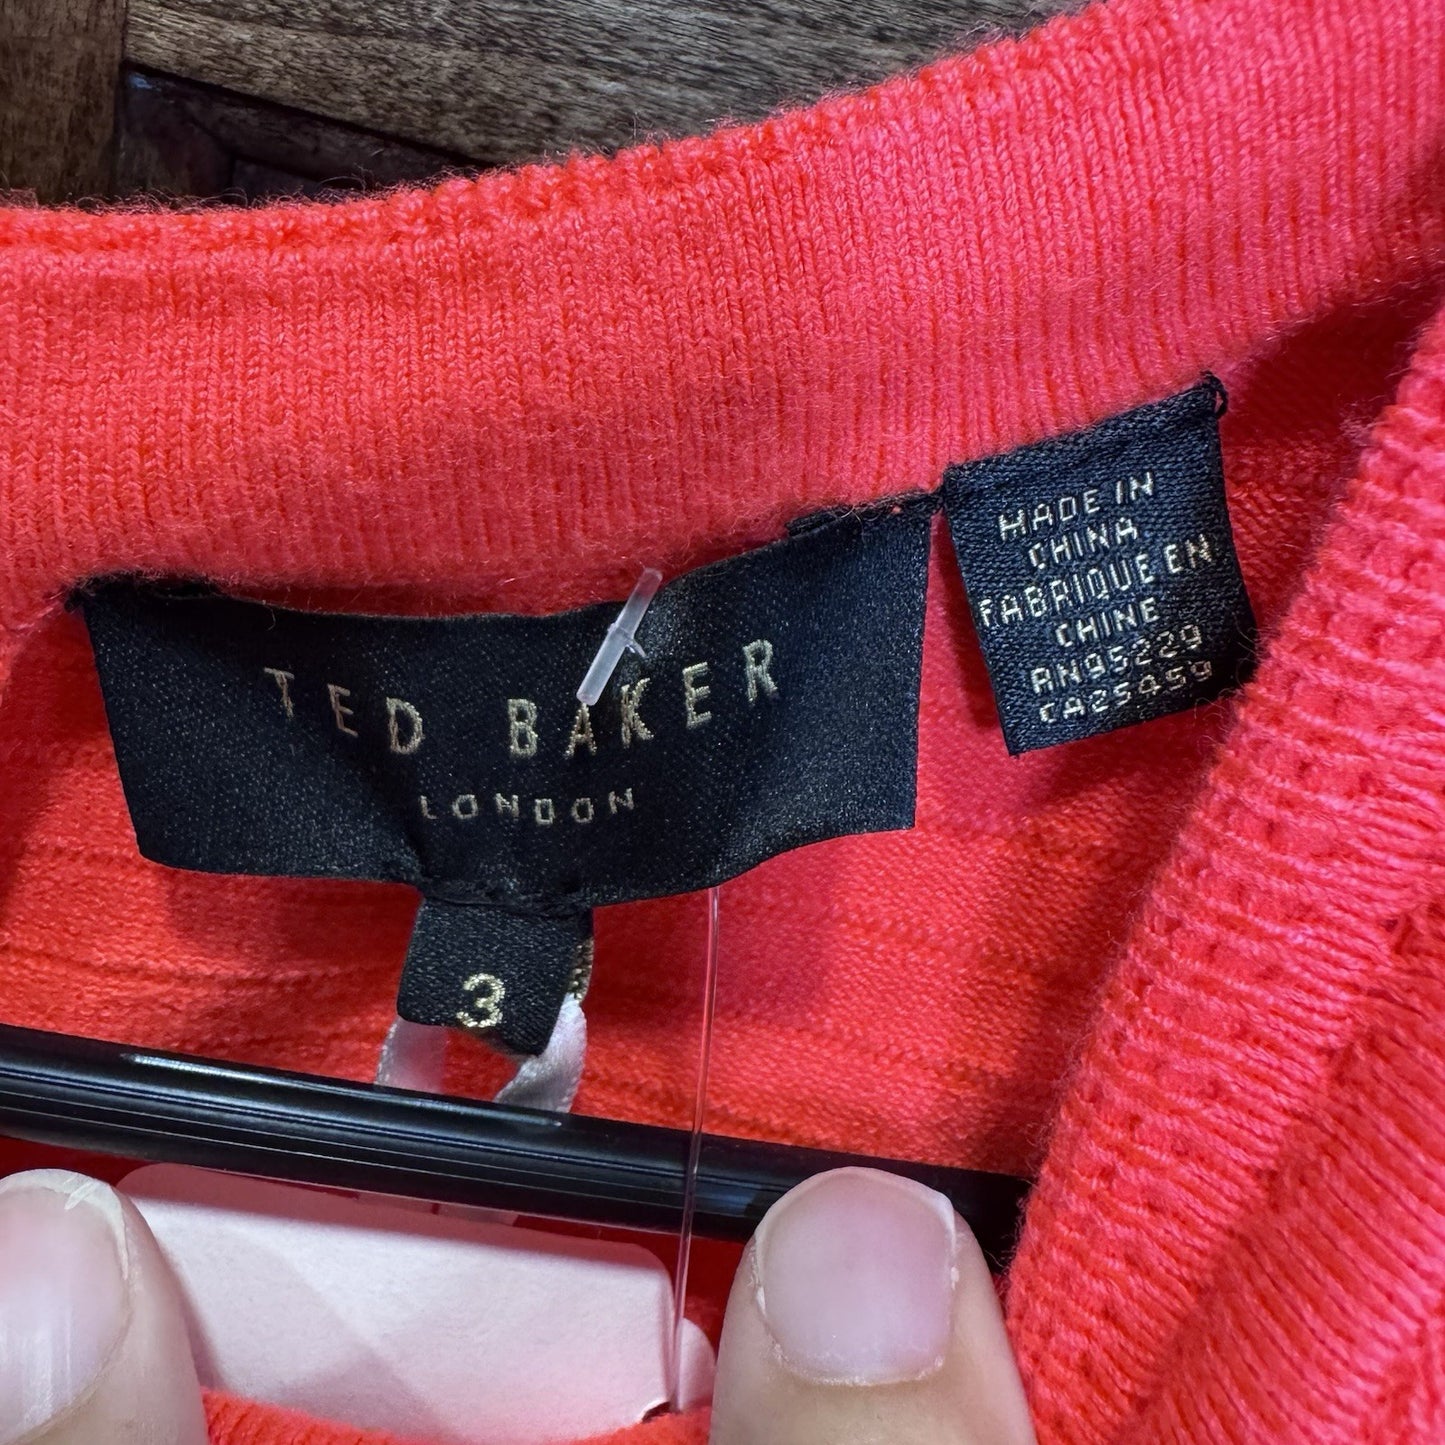 TED BAKER
LONDON
3
MADE IN
CHINA
FABRIQUE EN
CHINE
RN95229
CA25459